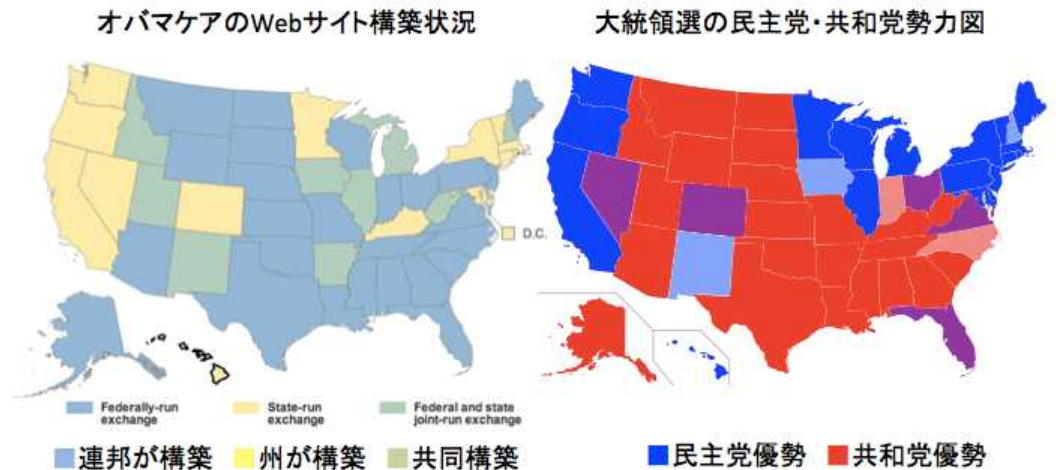 オバマケアのWebサイト構築状況
大統領選の民主党・共和党勢力図
D.C.
Federally-run
exchange
State-run
exchange
Federal and state
joint-run exchange
連邦が構築
州が構築
共同構築
民主党優勢
共和党優勢